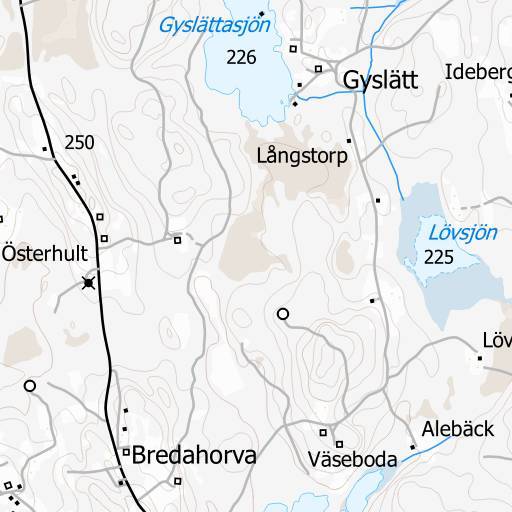 Gyslättasjön
226
Gyslätt
Ideberg
250
Långstorp
Lövsjön
225
Österhult
Löv
Alebäck
Bredahorva
Väseboda